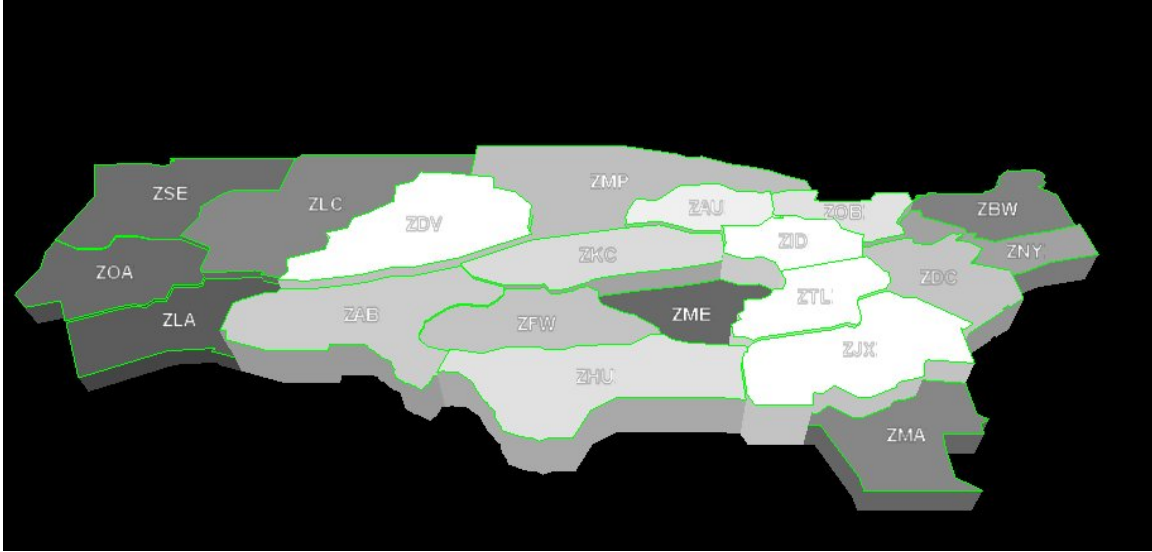 ZSE
ZLC
ZMP
ZDV
ZAU
ZOB
ZBW
ZID
ZKC
ZNY
ZOA
ZDC
ZTL
ZLA
ZAB
ZFW
ZME
ZJX
ZHU
ZMA